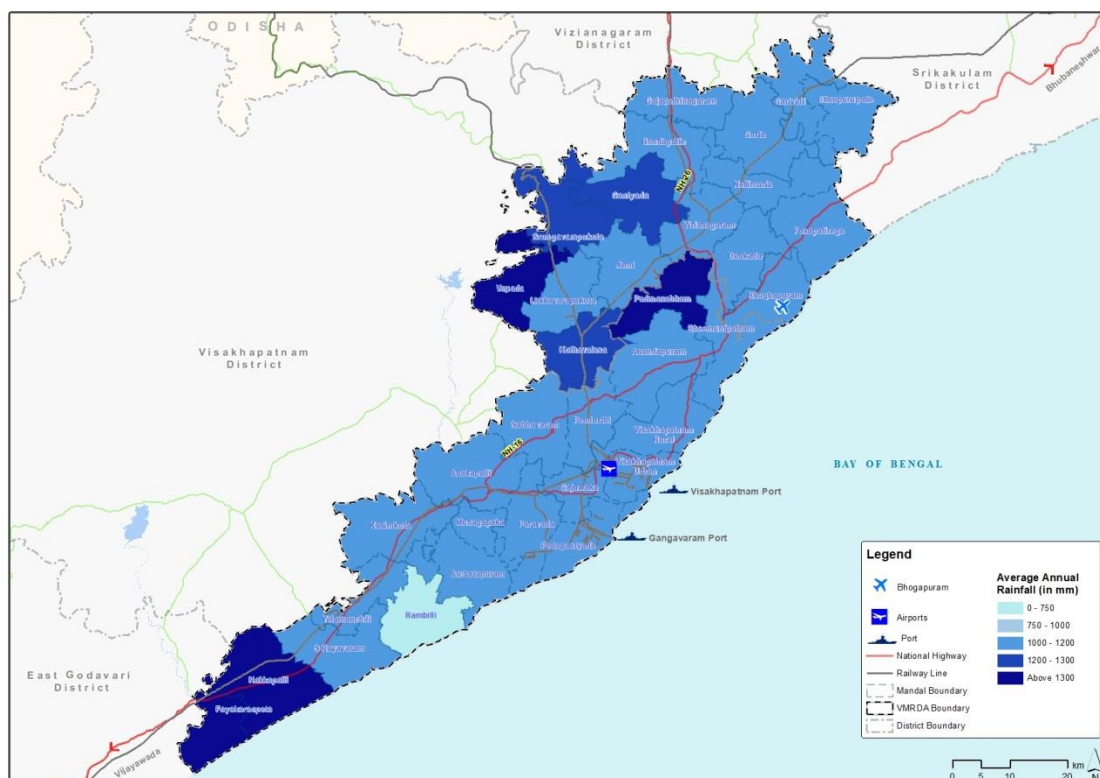 ODISHA
Vizianagaram
District
Srikakulam
District
Bhubaneshwar
Gajapathinagaram
Garividi
Cheepurupalle
Gurla
Bondapalle
Nellimarla
NH-26
Gantyada
Vizianagaram
Pusapatirega
Srungavarapukota
Denkada
Jami
Bhogapuram
Vepada
Padmanabham
Lakkavarapukota
Bheemunipatnam
Kothavalasa
Anandapuram
Visakhapatnam
District
Sabbavaram
Pendurthi
Visakhapatnam
Rural
NH-16
Visakhapatnam
Urban
BAY OF BENGAL
Anakapalli
Gajuwaka
Visakhapatnam Port
Kasimkota
Munagapaka
Paravada
Gangavaram Port
Pedagantyada
Atchutapuram
Rambilli
Yelamanchili
S Rayavaram
East Godavari
District
Nakkapalli
Payakaraopeta
Vijayawada
Legend
Bhogapuram
Airports
Port
National Highway
Railway Line
Mandal Boundary
VMRDA Boundary
District Boundary
Average Annual
Rainfall (in mm)
0 - 750
750 - 1000
1000 - 1200
1200 - 1300
Above 1300
0 5 10 20 km
N